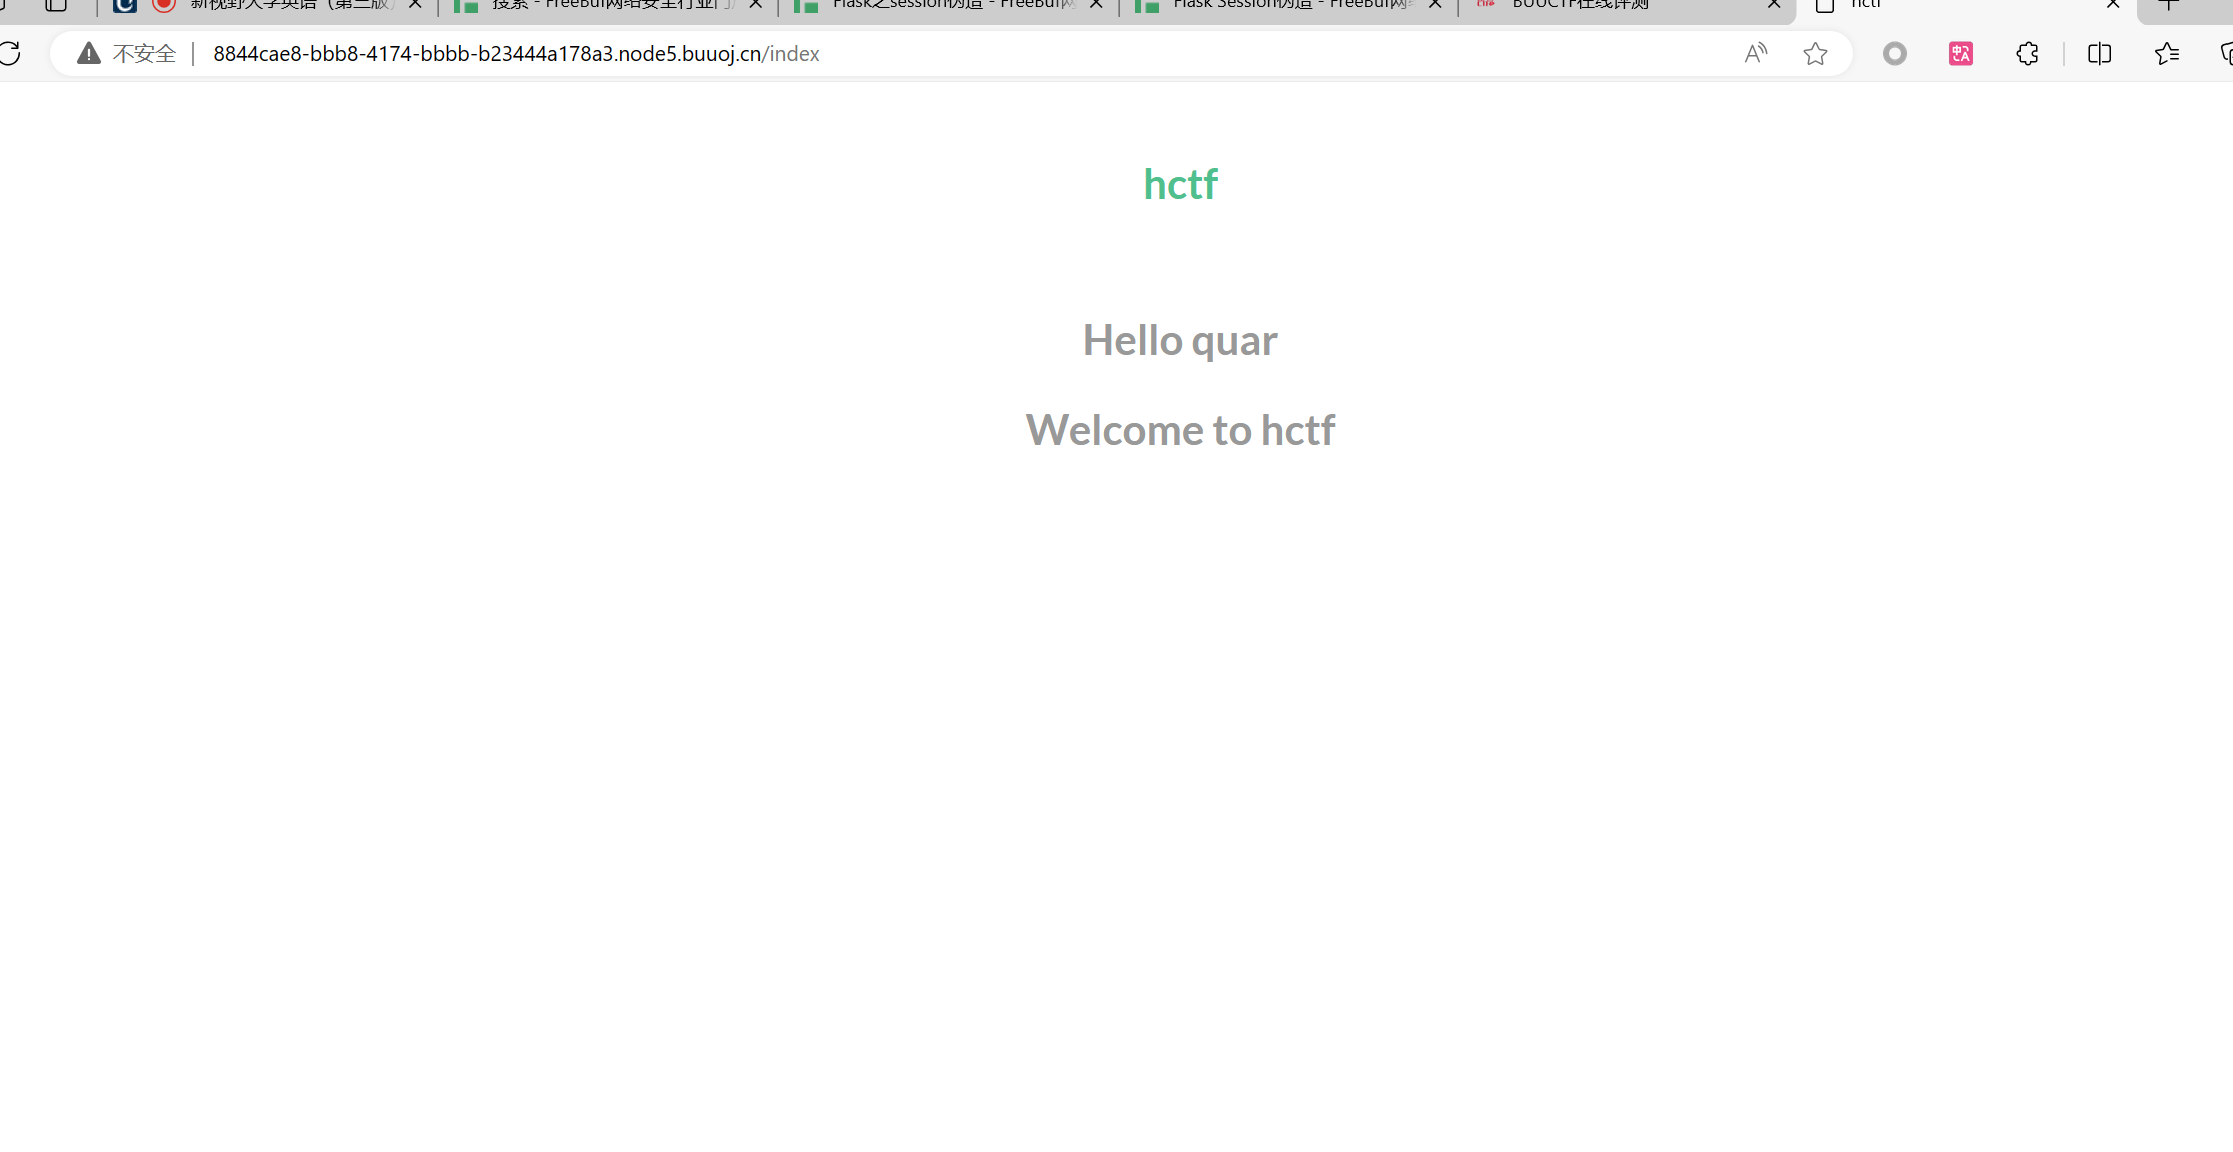 新视野大学英语（第三版）
搜索 - FreeBuf网络安全行业门户
Flask之session伪造 - FreeBuf网
Flask Session伪造 - FreeBuf网络
BUUCTF在线评测
hctf
不安全
8844cae8-bbb8-4174-bbbb-b23444a178a3.node5.buuoj.cn/index
hctf
Hello quar
Welcome to hctf